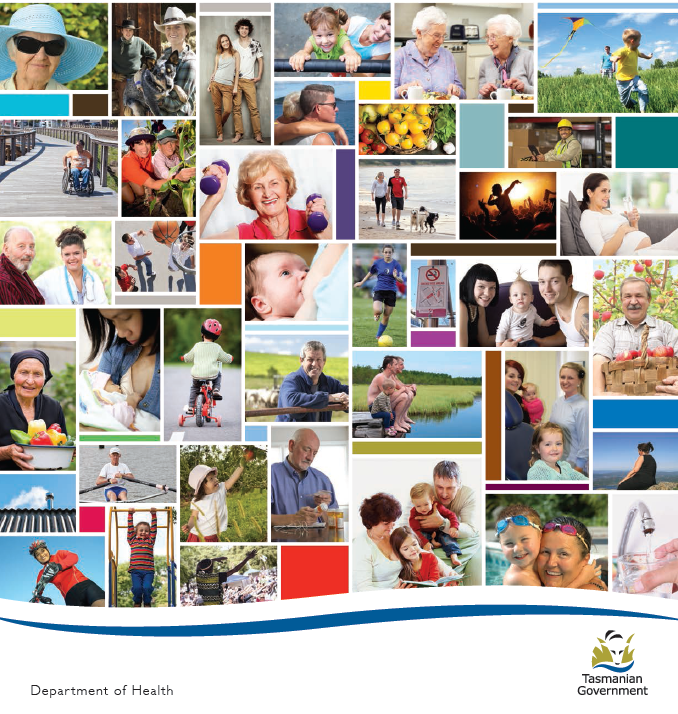 Department of Health
Tasmanian
Government